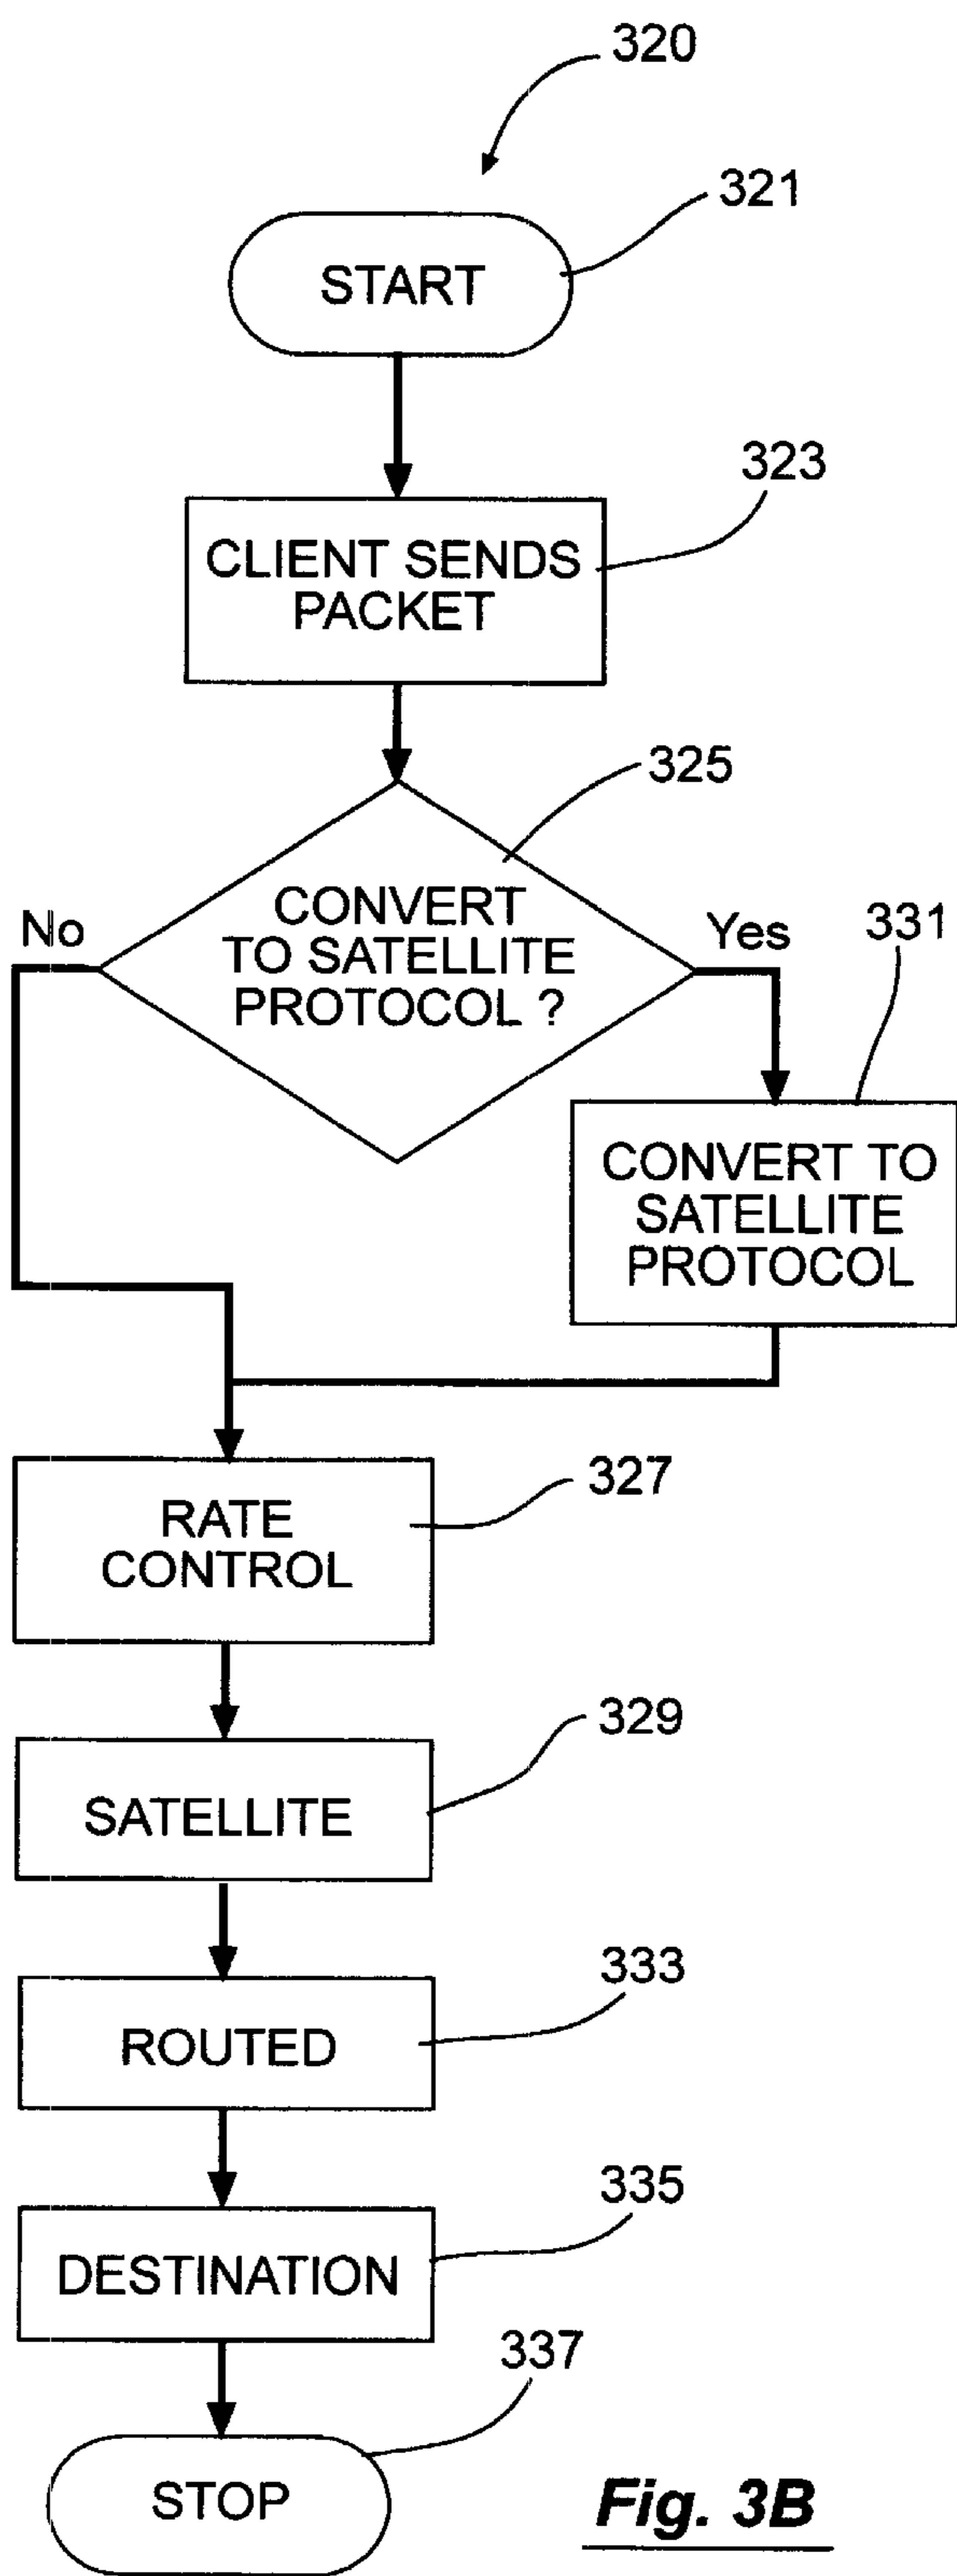 320
321
START
323
CLIENT SENDS
PACKET
325
CONVERT
TO SATELLITE
PROTOCOL ?
No
Yes
331
CONVERT TO
SATELLITE
PROTOCOL
327
RATE
CONTROL
329
SATELLITE
333
ROUTED
335
DESTINATION
337
STOP
Fig. 3B